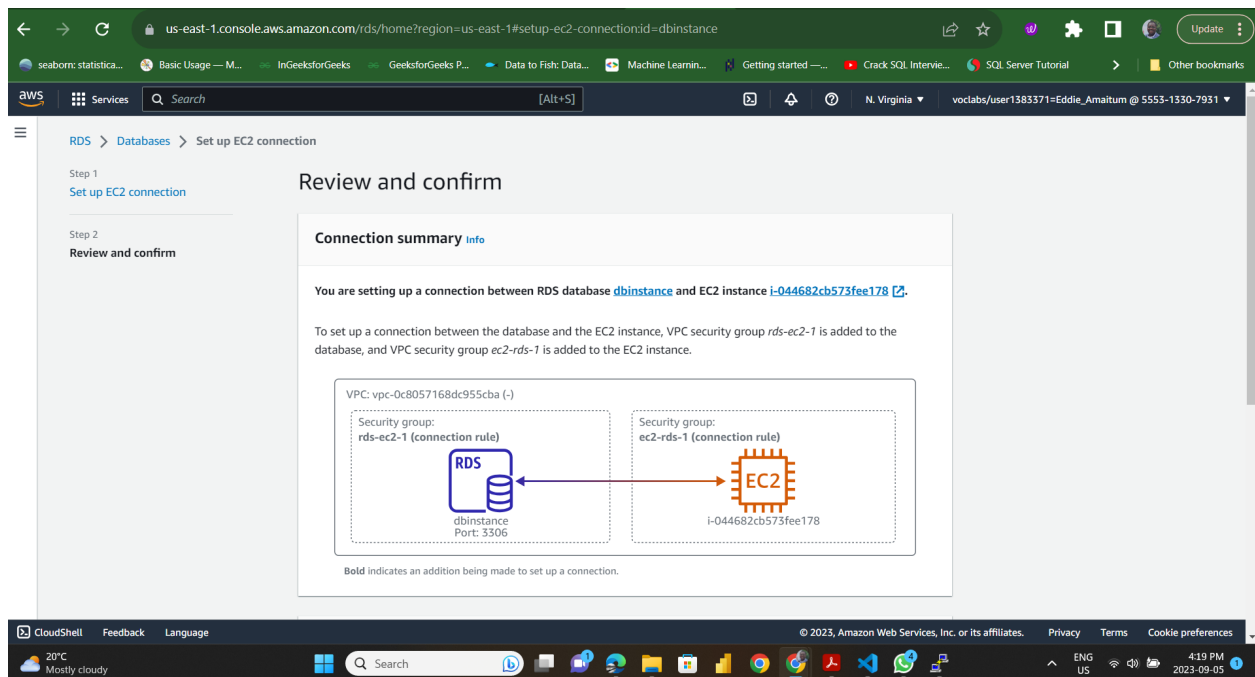 us-east-1.console.aws.amazon.com/rds/home?region=us-east-1#setup-ec2-connection:id=dbinstance
Update
seaborn: statistica...
Basic Usage — M...
InGeeksforGeeks
GeeksforGeeks P...
Data to Fish: Data...
Machine Learnin...
Getting started —...
Crack SQL Intervie...
SQL Server Tutorial
Other bookmarks
aws
Services
Search
[Alt+S]
N. Virginia
voclabs/user1383371=Eddie_Amaitum @ 5553-1330-7931
RDS > Databases > Set up EC2 connection
Step 1
Set up EC2 connection
Step 2
Review and confirm
Review and confirm
Connection summary Info
You are setting up a connection between RDS database dbinstance and EC2 instance i-044682cb573fee178.
To set up a connection between the database and the EC2 instance, VPC security group rds-ec2-1 is added to the
database, and VPC security group ec2-rds-1 is added to the EC2 instance.
VPC: vpc-0c8057168dc955cba (-)
Security group:
rds-ec2-1 (connection rule)
RDS
dbinstance
Port: 3306
Security group:
ec2-rds-1 (connection rule)
EC2
i-044682cb573fee178
Bold indicates an addition being made to set up a connection.
CloudShell
Feedback
Language
© 2023, Amazon Web Services, Inc. or its affiliates.
Privacy
Terms
Cookie preferences
20°C
Mostly cloudy
Search
ENG
US
4:19 PM
2023-09-05